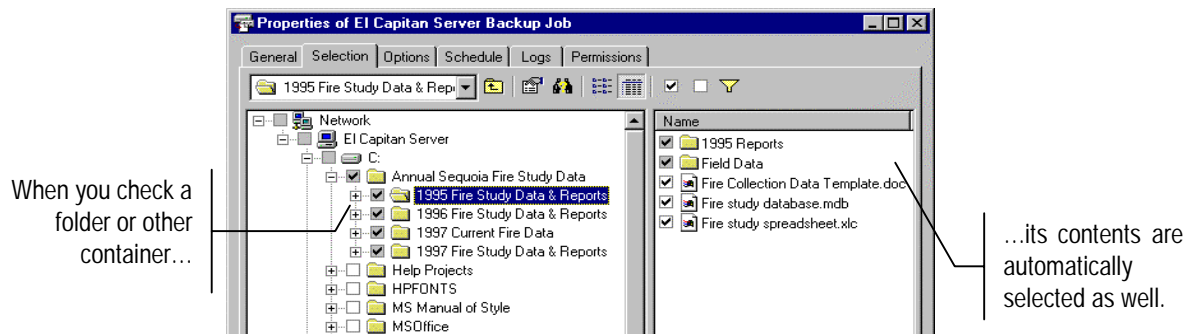 Properties of El Capitan Server Backup Job
General Selection Options Schedule Logs Permissions
1995 Fire Study Data & Rep
Network
El Capitan Server
C:
Annual Sequoia Fire Study Data
1995 Fire Study Data & Reports
1996 Fire Study Data & Reports
1997 Current Fire Data
1997 Fire Study Data & Reports
Help Projects
HPFONTS
MS Manual of Style
MSOffice
Name
1995 Reports
Field Data
Fire Collection Data Template.doc
Fire study database.mdb
Fire study spreadsheet.xlc
When you check a
folder or other
container…
…its contents are
automatically
selected as well.